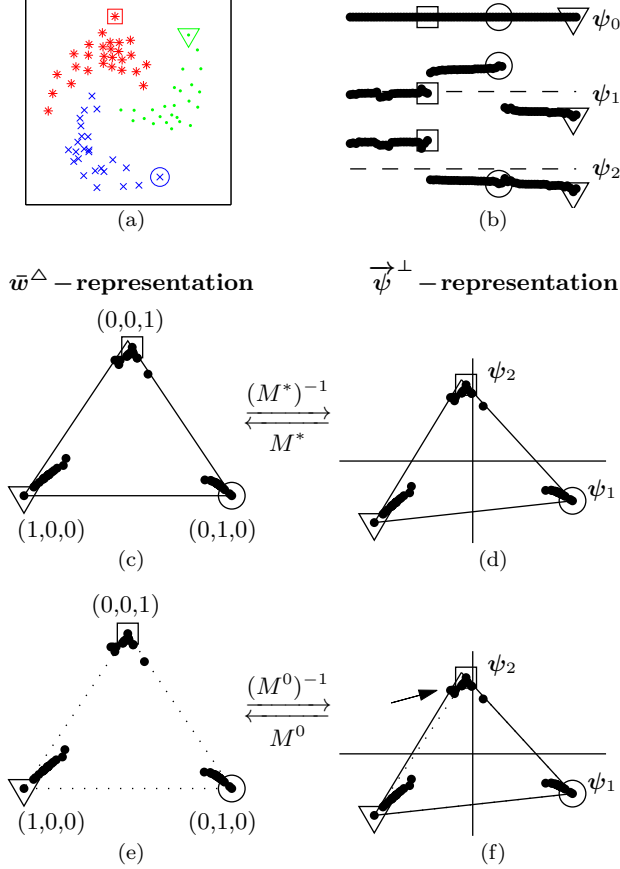 ψ₀
ψ₁
ψ₂
(a)
(b)
w̄^△ – representation
ψ⃗^⊥ – representation
(0,0,1)
(M*)⁻¹
M*
ψ₂
ψ₁
(1,0,0)
(0,1,0)
(c)
(d)
(0,0,1)
(M⁰)⁻¹
M⁰
ψ₂
ψ₁
(1,0,0)
(0,1,0)
(e)
(f)